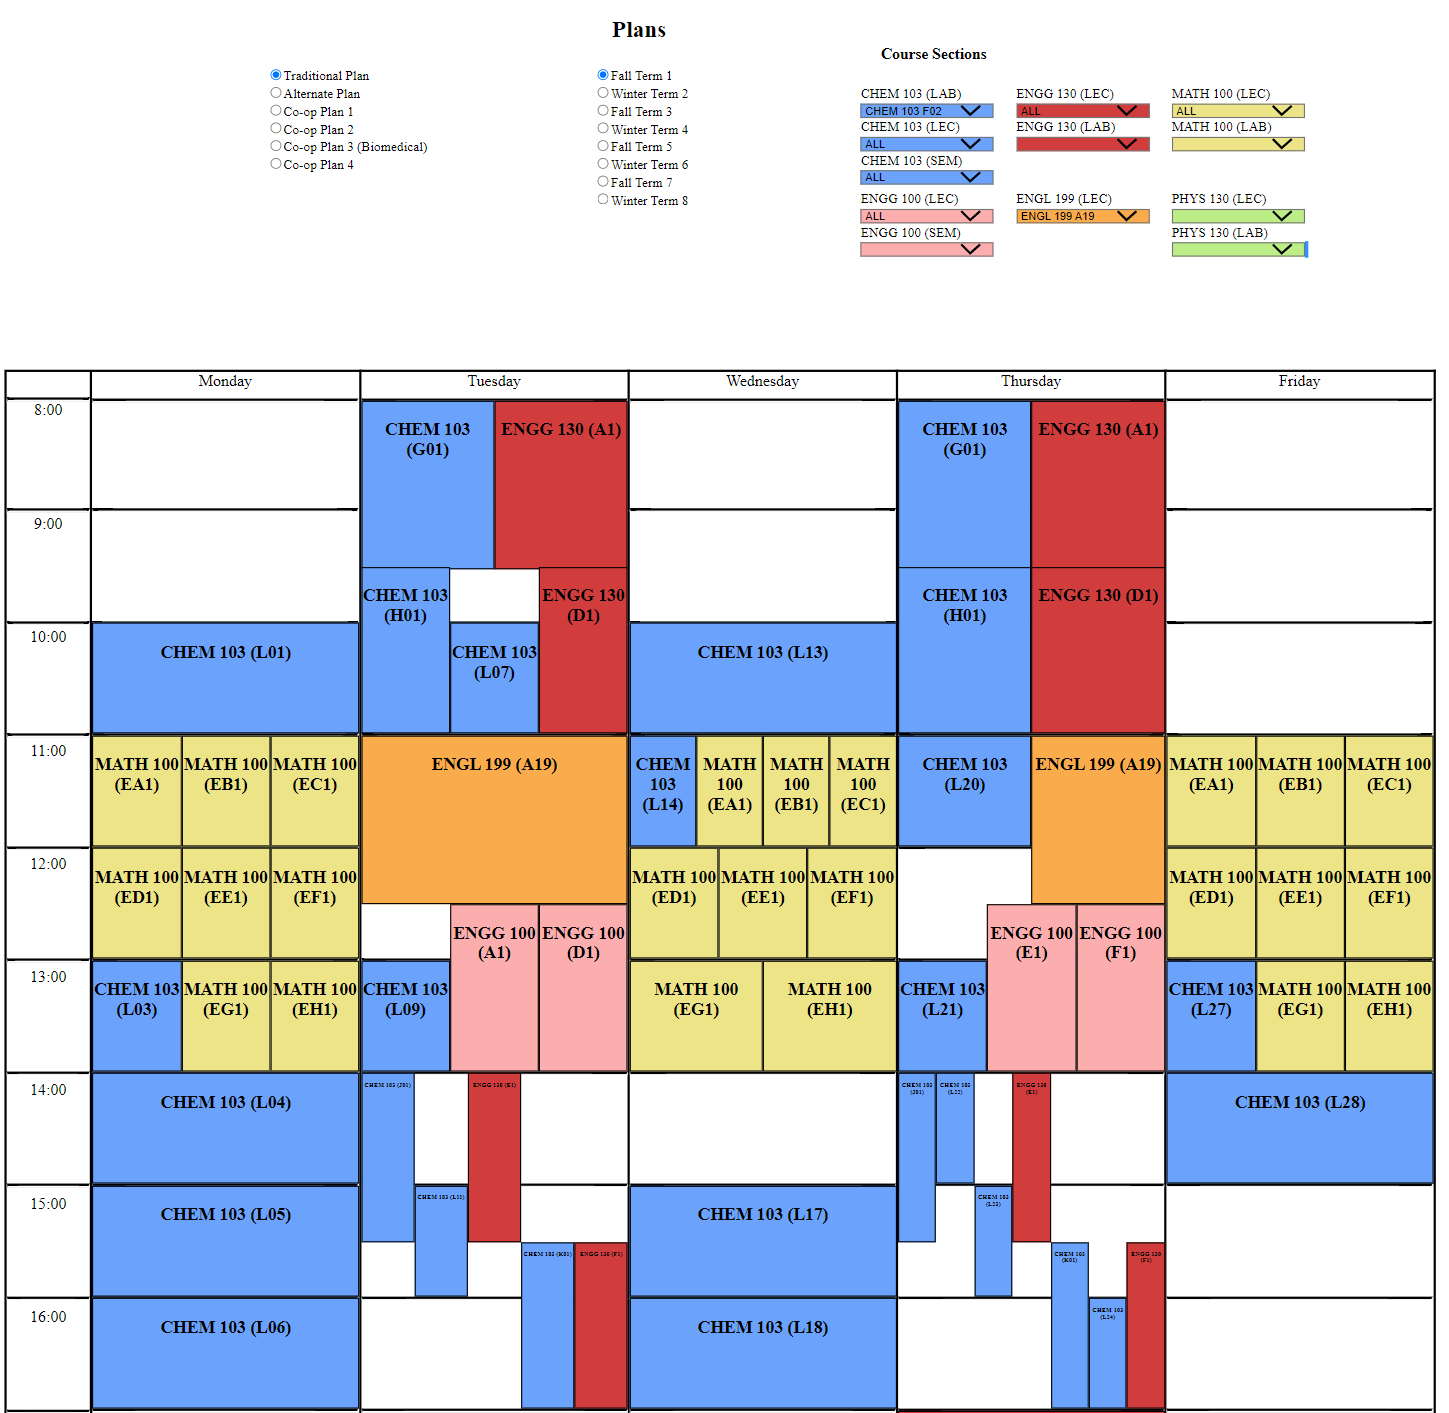 Plans
Course Sections
Traditional Plan
Alternate Plan
Co-op Plan 1
Co-op Plan 2
Co-op Plan 3 (Biomedical)
Co-op Plan 4
Fall Term 1
Winter Term 2
Fall Term 3
Winter Term 4
Fall Term 5
Winter Term 6
Fall Term 7
Winter Term 8
CHEM 103 (LAB)
CHEM 103 F02
CHEM 103 (LEC)
ALL
CHEM 103 (SEM)
ALL
ENGG 130 (LEC)
ALL
ENGG 130 (LAB)
MATH 100 (LEC)
ALL
MATH 100 (LAB)
ENGG 100 (LEC)
ALL
ENGG 100 (SEM)
ENGL 199 (LEC)
ENGL 199 A19
PHYS 130 (LEC)
PHYS 130 (LAB)
Monday
Tuesday
Wednesday
Thursday
Friday
8:00
CHEM 103
(G01)
ENGG 130 (A1)
CHEM 103
(G01)
ENGG 130 (A1)
9:00
CHEM 103
(H01)
ENGG 130
(D1)
CHEM 103
(H01)
ENGG 130 (D1)
10:00
CHEM 103 (L01)
CHEM 103
(L07)
CHEM 103 (L13)
11:00
MATH 100
(EA1)
MATH 100
(EB1)
MATH 100
(EC1)
ENGL 199 (A19)
CHEM
103
(L14)
MATH
100
(EA1)
MATH
100
(EB1)
MATH
100
(EC1)
CHEM 103
(L20)
ENGL 199 (A19)
MATH 100
(EA1)
MATH 100
(EB1)
MATH 100
(EC1)
12:00
MATH 100
(ED1)
MATH 100
(EE1)
MATH 100
(EF1)
ENGG 100
(A1)
ENGG 100
(D1)
MATH 100
(ED1)
MATH 100
(EE1)
MATH 100
(EF1)
ENGG 100
(E1)
ENGG 100
(F1)
MATH 100
(ED1)
MATH 100
(EE1)
MATH 100
(EF1)
13:00
CHEM 103
(L03)
MATH 100
(EG1)
MATH 100
(EH1)
CHEM 103
(L09)
MATH 100
(EG1)
MATH 100
(EH1)
CHEM 103
(L21)
CHEM 103
(L27)
MATH 100
(EG1)
MATH 100
(EH1)
14:00
CHEM 103 (L04)
CHEM 103 (J01)
ENGG 130 (E1)
CHEM 103
(J01)
CHEM 103
(L22)
ENGG 130
(E1)
CHEM 103 (L28)
15:00
CHEM 103 (L05)
CHEM 103 (L11)
CHEM 103 (K01)
ENGG 130 (F1)
CHEM 103 (L17)
CHEM 103
(L23)
CHEM 103
(K01)
ENGG 130
(F1)
16:00
CHEM 103 (L06)
CHEM 103 (L18)
CHEM 103
(L24)